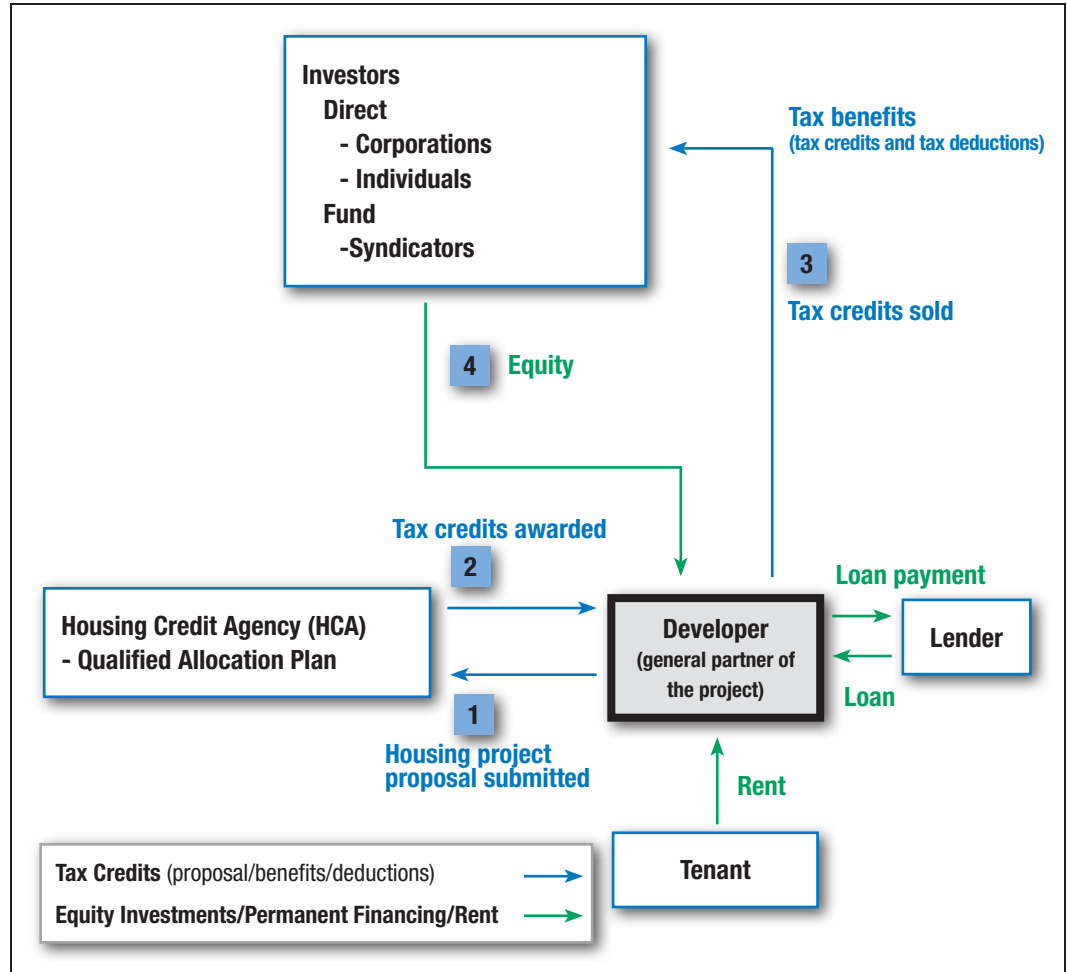 Investors
Direct
- Corporations
- Individuals
Fund
-Syndicators
Tax benefits
(tax credits and tax deductions)
3
Tax credits sold
4 Equity
Tax credits awarded
2
Housing Credit Agency (HCA)
- Qualified Allocation Plan
1
Housing project
proposal submitted
Developer
(general partner of
the project)
Loan payment
Lender
Loan
Rent
Tenant
Tax Credits (proposal/benefits/deductions)
Equity Investments/Permanent Financing/Rent